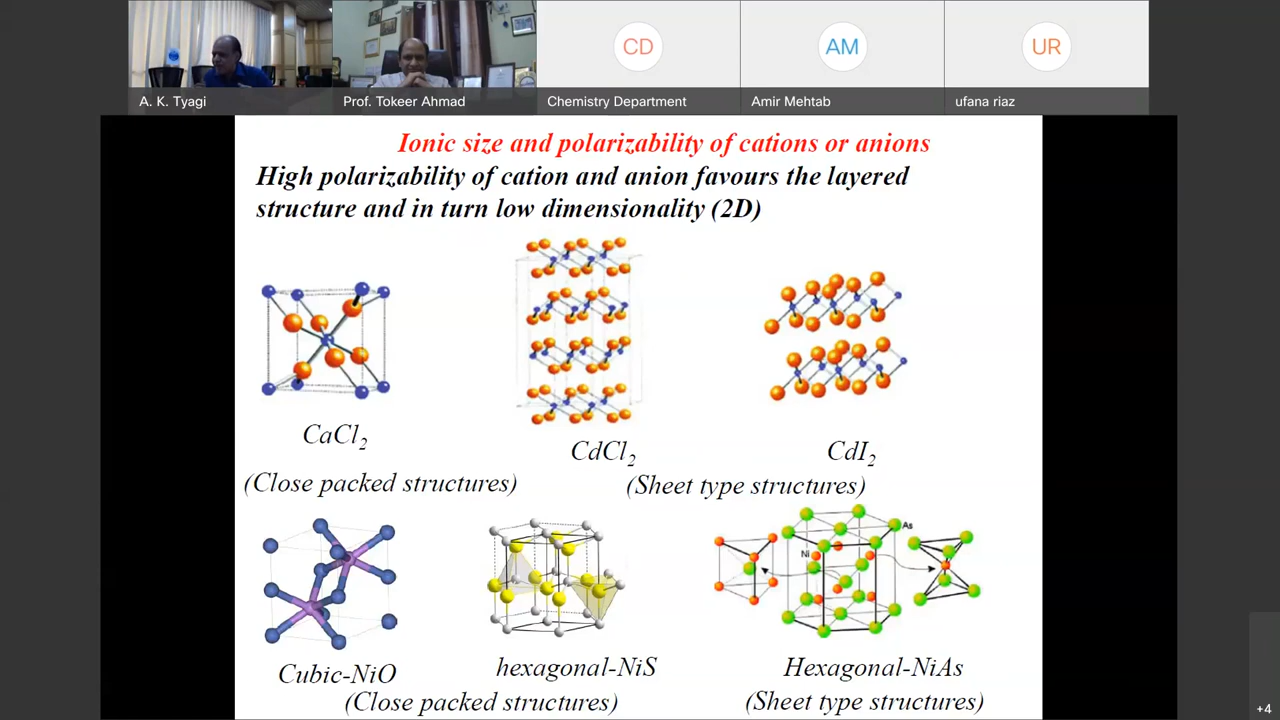 CD
AM
UR
A. K. Tyagi
Prof. Tokeer Ahmad
Chemistry Department
Amir Mehtab
ufana riaz
Ionic size and polarizability of cations or anions
High polarizability of cation and anion favours the layered
structure and in turn low dimensionality (2D)
CaCl2
CdCl2
CdI2
(Close packed structures)
(Sheet type structures)
As
Ni
Cubic-NiO
hexagonal-NiS
Hexagonal-NiAs
(Close packed structures)
(Sheet type structures)
+4